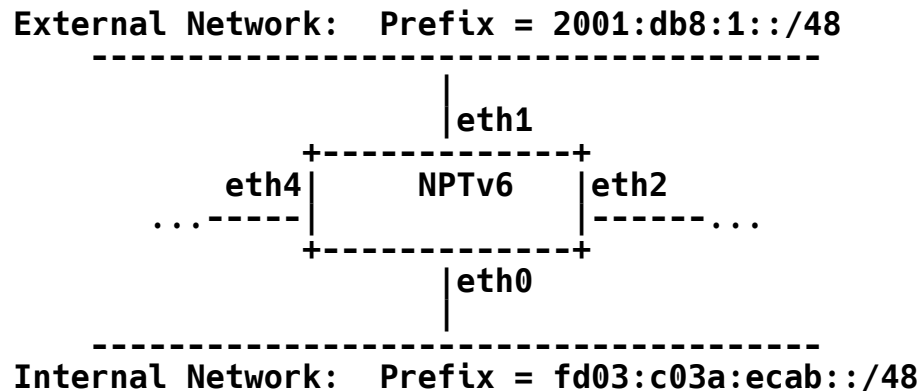 External Network:  Prefix = 2001:db8:1::/48
--------------------------------------
|
|eth1
+-------------+
eth4|     NPTv6   |eth2
...-----|             |------...
+-------------+
|eth0
|
--------------------------------------
Internal Network:  Prefix = fd03:c03a:ecab::/48